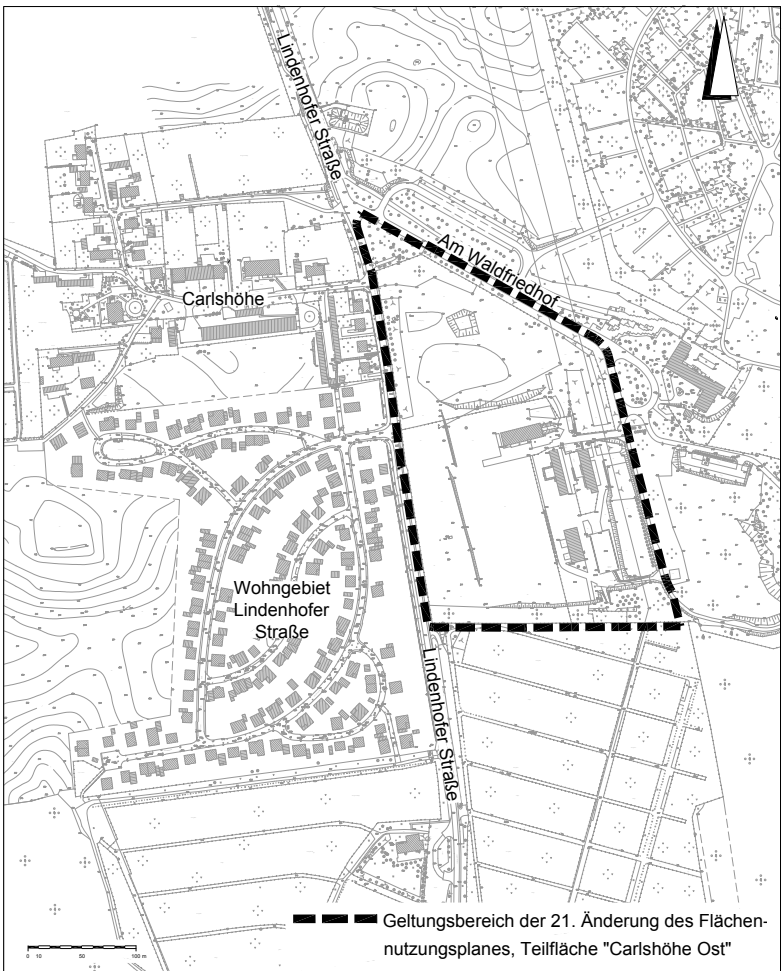 Lindenhofer Straße
Am Waldfriedhof
Carlshöhe
Wohngebiet
Lindenhofer
Straße
Lindenhofer Straße
Geltungsbereich der 21. Änderung des Flächen-
nutzungsplanes, Teilfläche "Carlshöhe Ost"
0 10 50 100 m